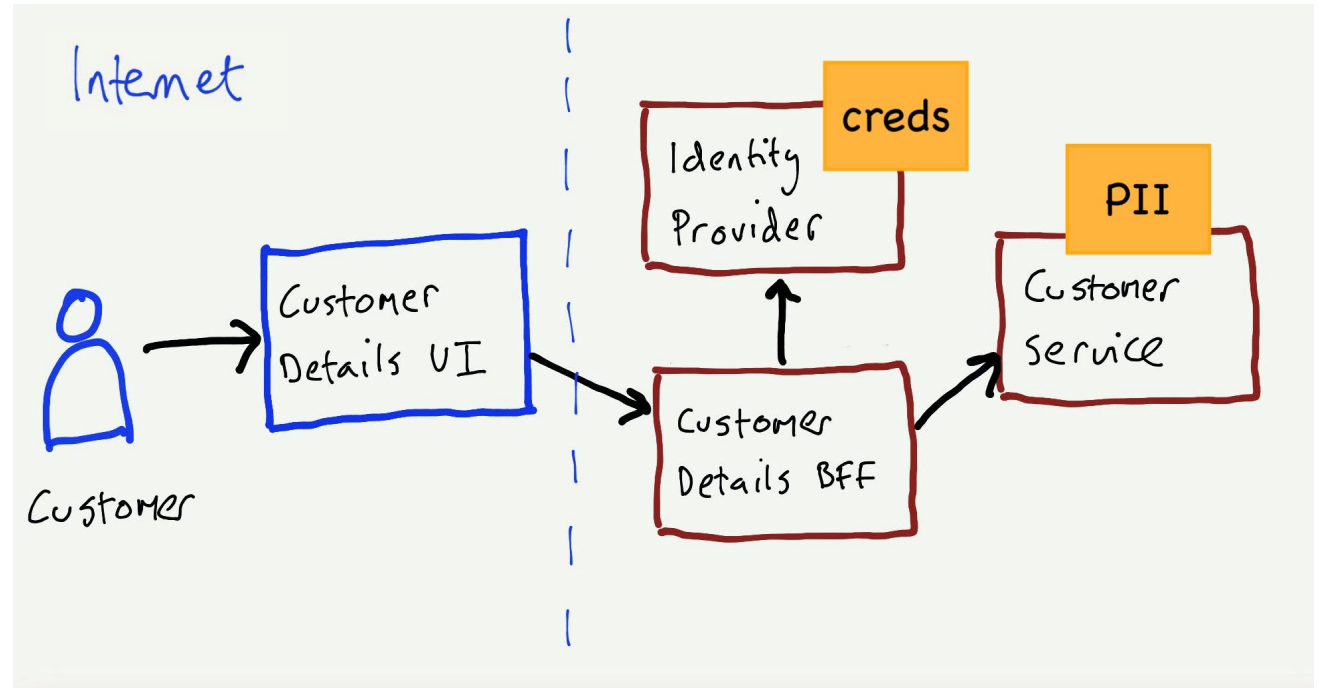 Internet
creds
Identity
Provider
PII
Customer
Service
Customer
Details UI
Customer
Details BFF
Customer